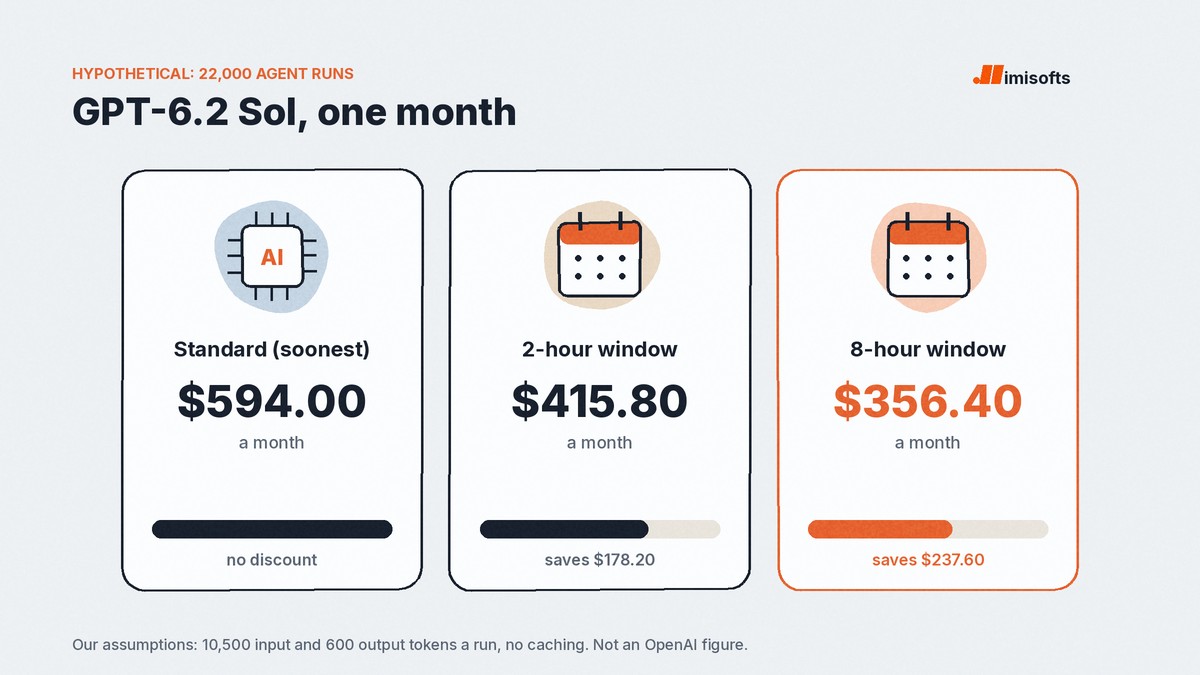 HYPOTHETICAL: 22,000 AGENT RUNS
imisofts
GPT-6.2 Sol, one month
AI
Standard (soonest)
$594.00
a month
no discount
2-hour window
$415.80
a month
saves $178.20
8-hour window
$356.40
a month
saves $237.60
Our assumptions: 10,500 input and 600 output tokens a run, no caching. Not an OpenAI figure.